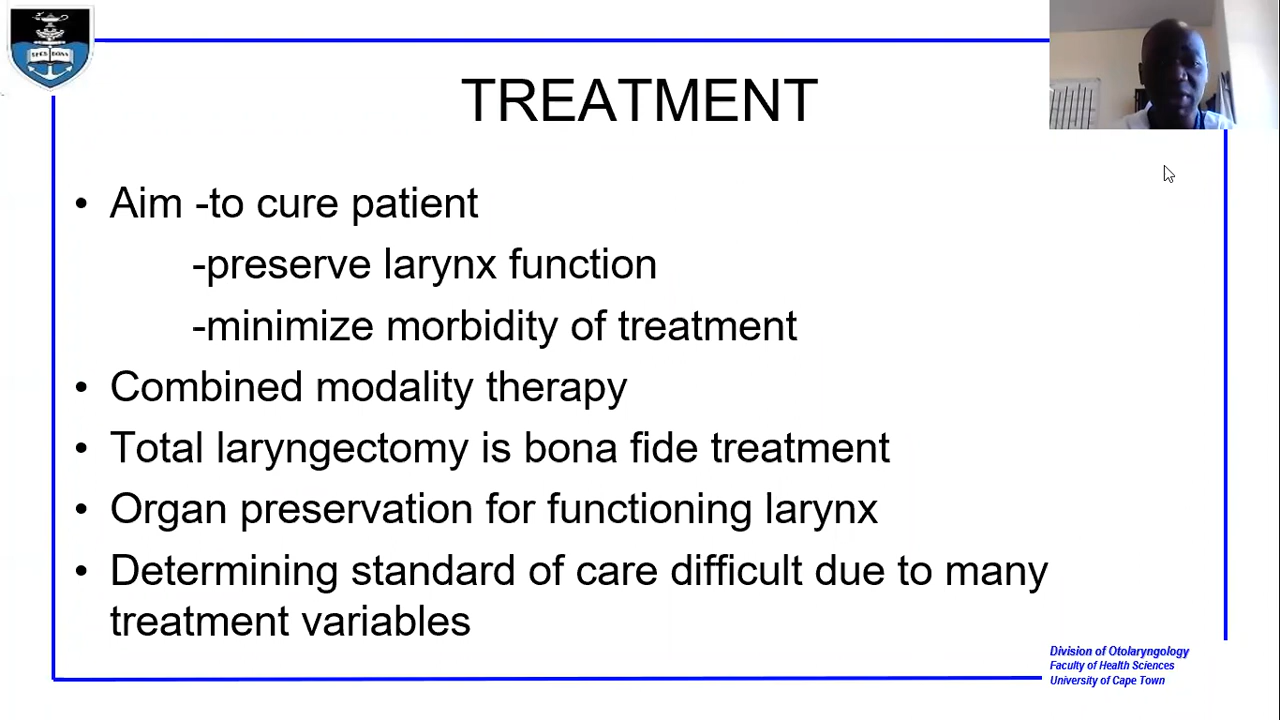 TREATMENT
• Aim -to cure patient
-preserve larynx function
-minimize morbidity of treatment
• Combined modality therapy
• Total laryngectomy is bona fide treatment
• Organ preservation for functioning larynx
• Determining standard of care difficult due to many
treatment variables
Division of Otolaryngology
Faculty of Health Sciences
University of Cape Town